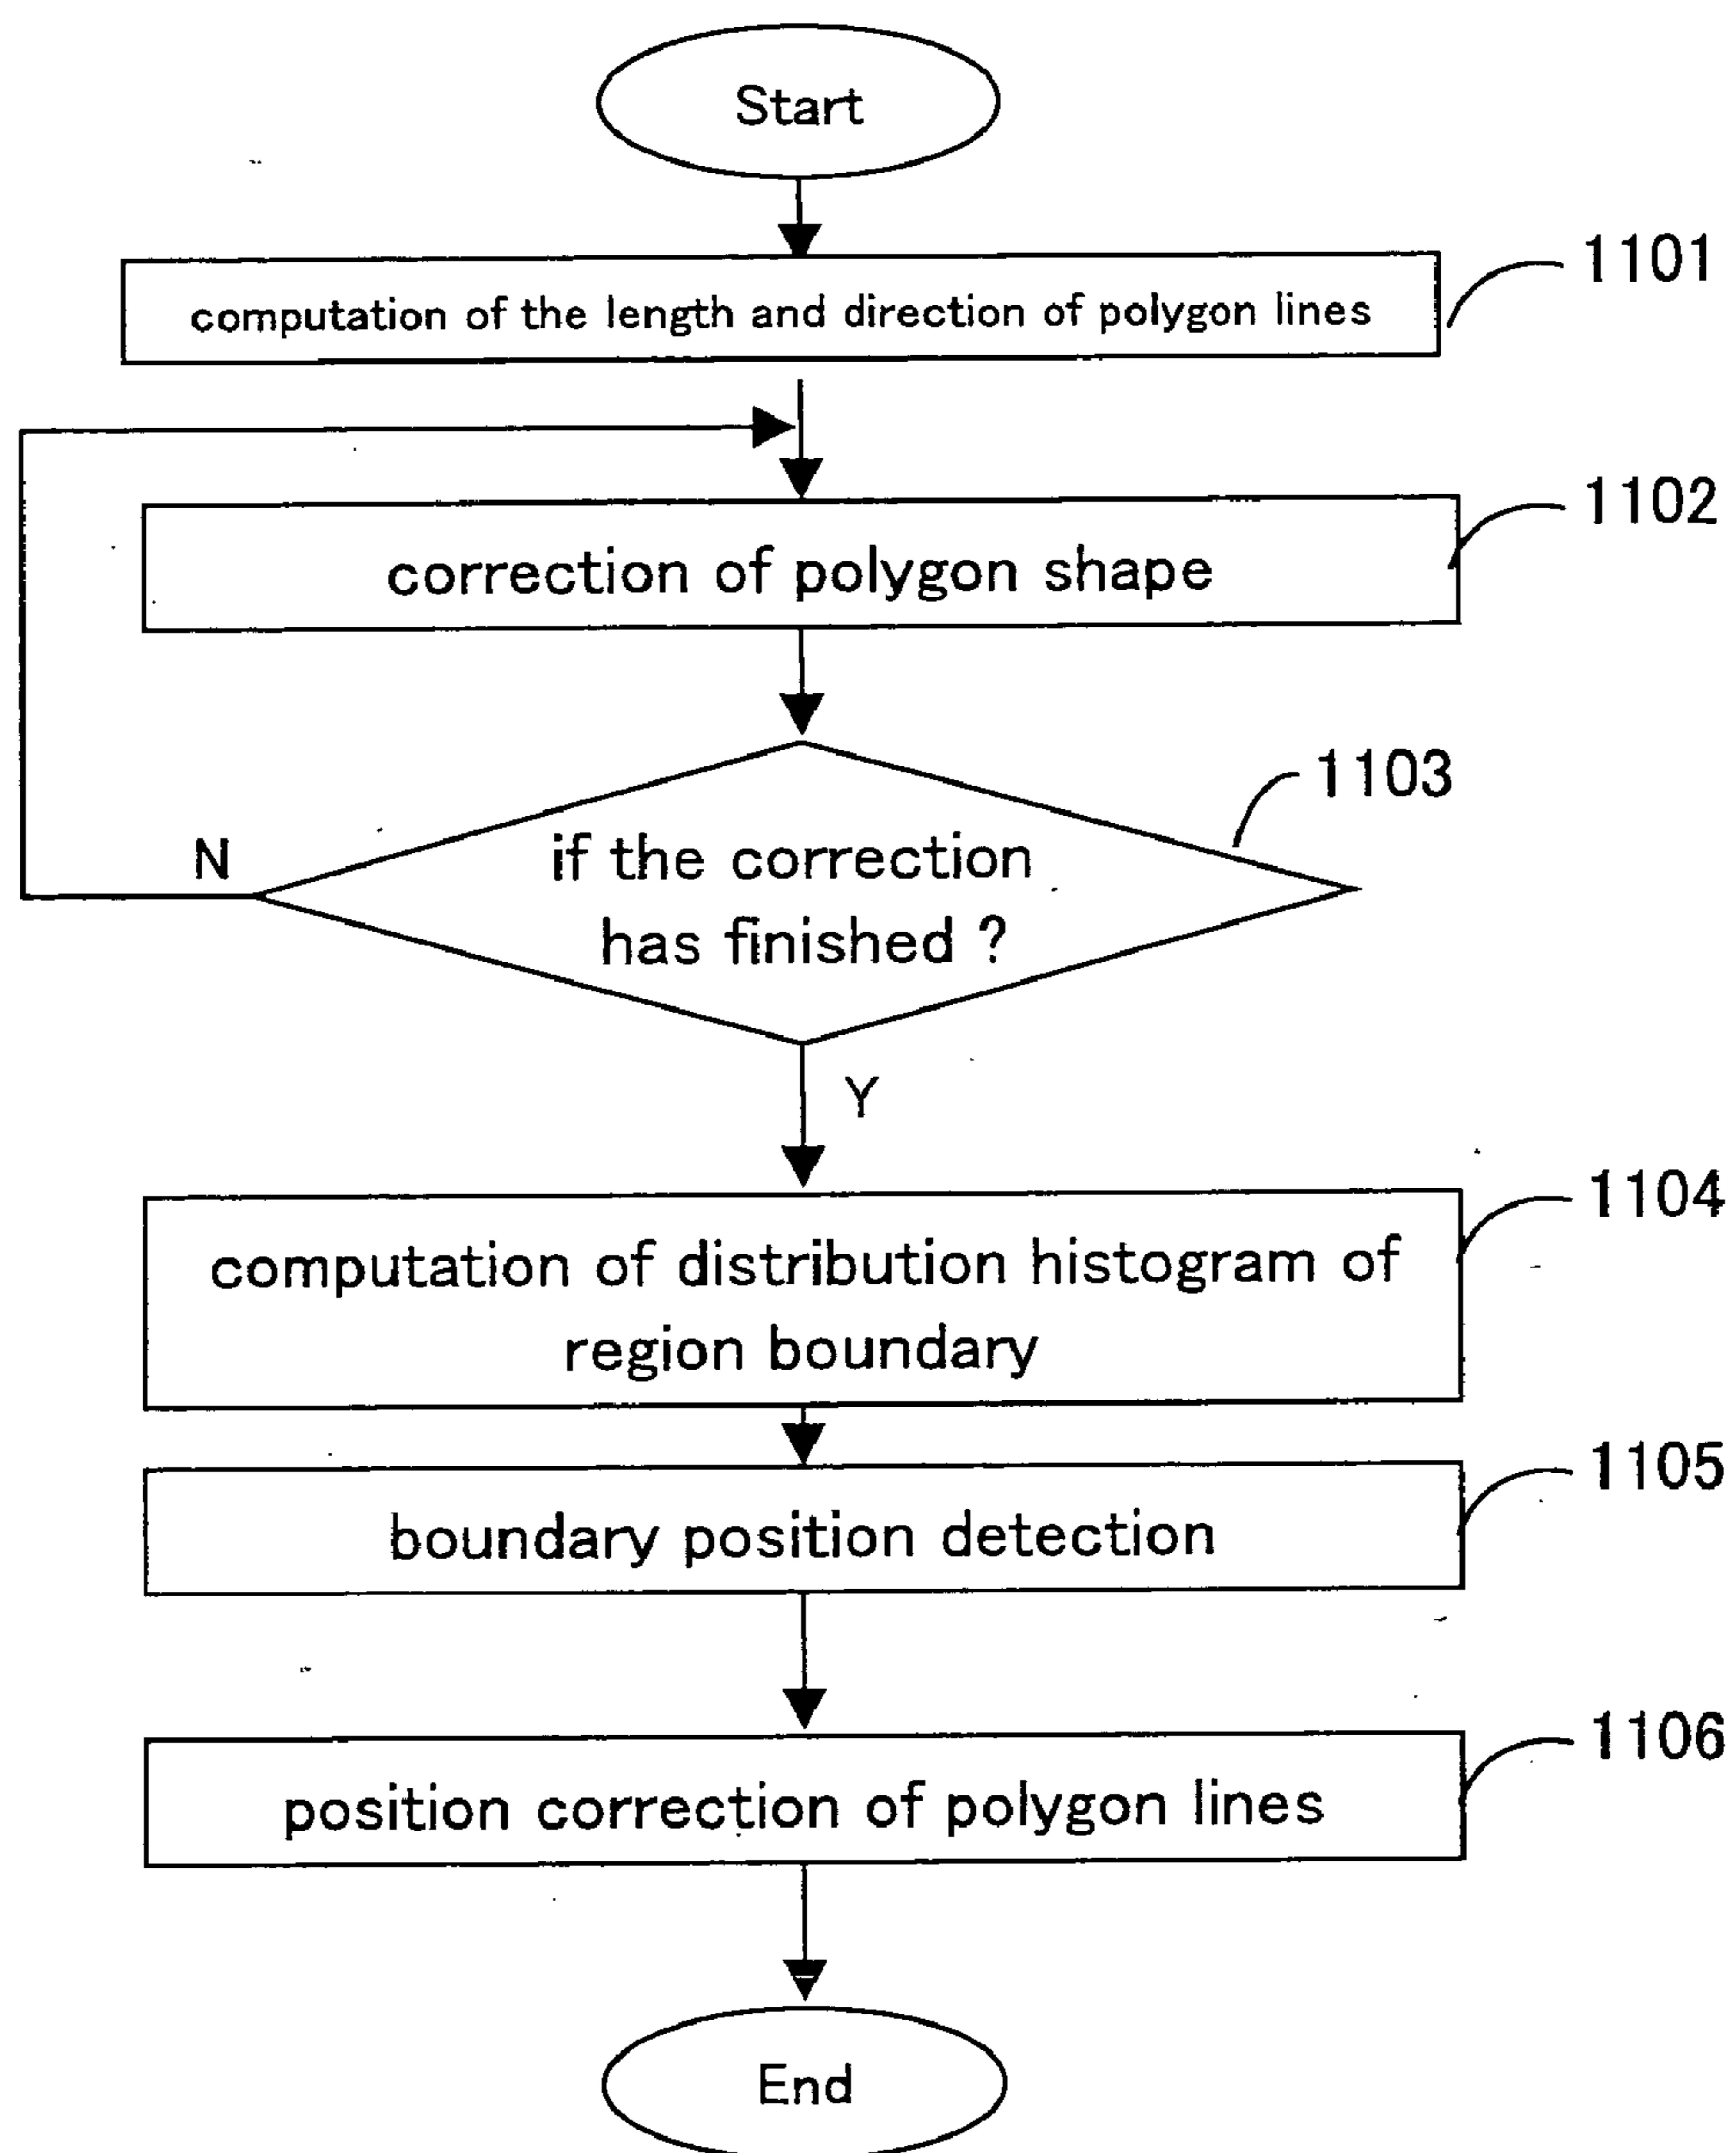 Start
1101
computation of the length and direction of polygon lines
1102
correction of polygon shape
1103
N
if the correction
has finished ?
Y
1104
computation of distribution histogram of
region boundary
1105
boundary position detection
1106
position correction of polygon lines
End